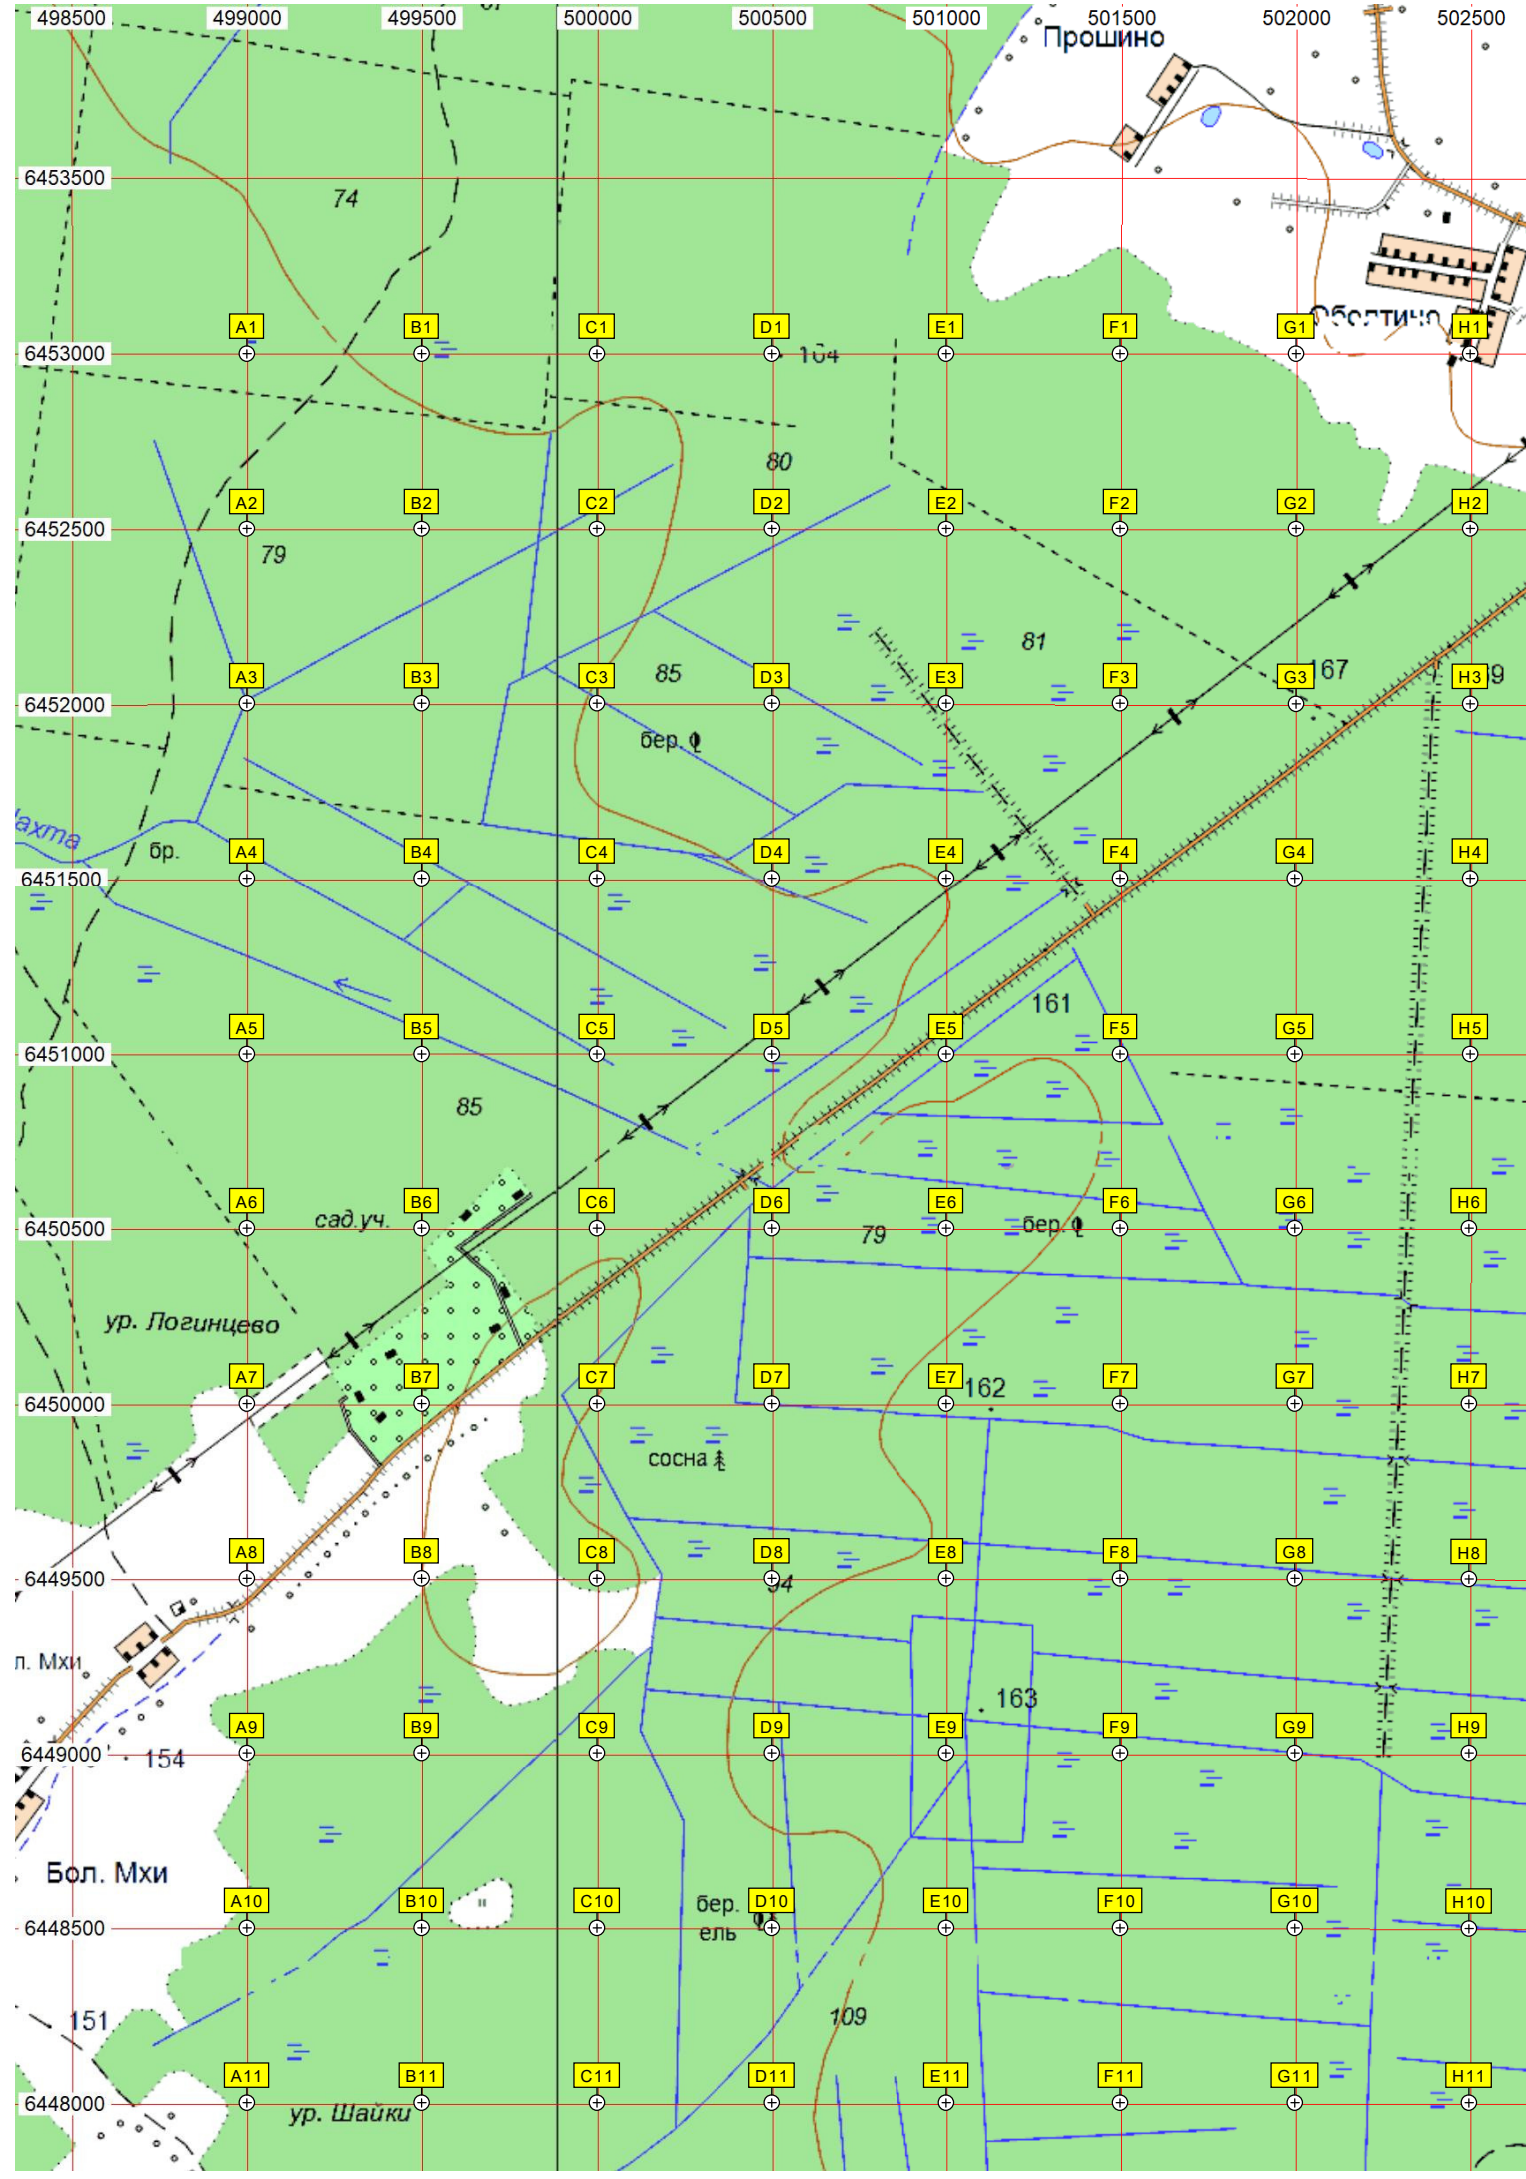 498500 499000 499500 500000 500500 501000 501500 502000 502500
Прошино
6453500
74
Оболтино
A1 B1 C1 D1 E1 F1 G1 H1
6453000
164
80
A2 B2 C2 D2 E2 F2 G2 H2
6452500
79
81
85
167
A3 B3 C3 D3 E3 F3 G3 H3
6452000
бер.
бр.
A4 B4 C4 D4 E4 F4 G4 H4
6451500
161
A5 B5 C5 D5 E5 F5 G5 H5
6451000
85
A6 B6 C6 D6 E6 F6 G6 H6
сад.уч.
6450500
79
бер.
ур. Логинцево
A7 B7 C7 D7 E7 F7 G7 H7
162
6450000
сосна
A8 B8 C8 D8 E8 F8 G8 H8
6449500
94
л. Мхи
163
A9 B9 C9 D9 E9 F9 G9 H9
6449000
154
Бол. Мхи
A10 B10 C10 D10 E10 F10 G10 H10
бер.
ель
6448500
151
109
A11 B11 C11 D11 E11 F11 G11 H11
6448000
ур. Шайки